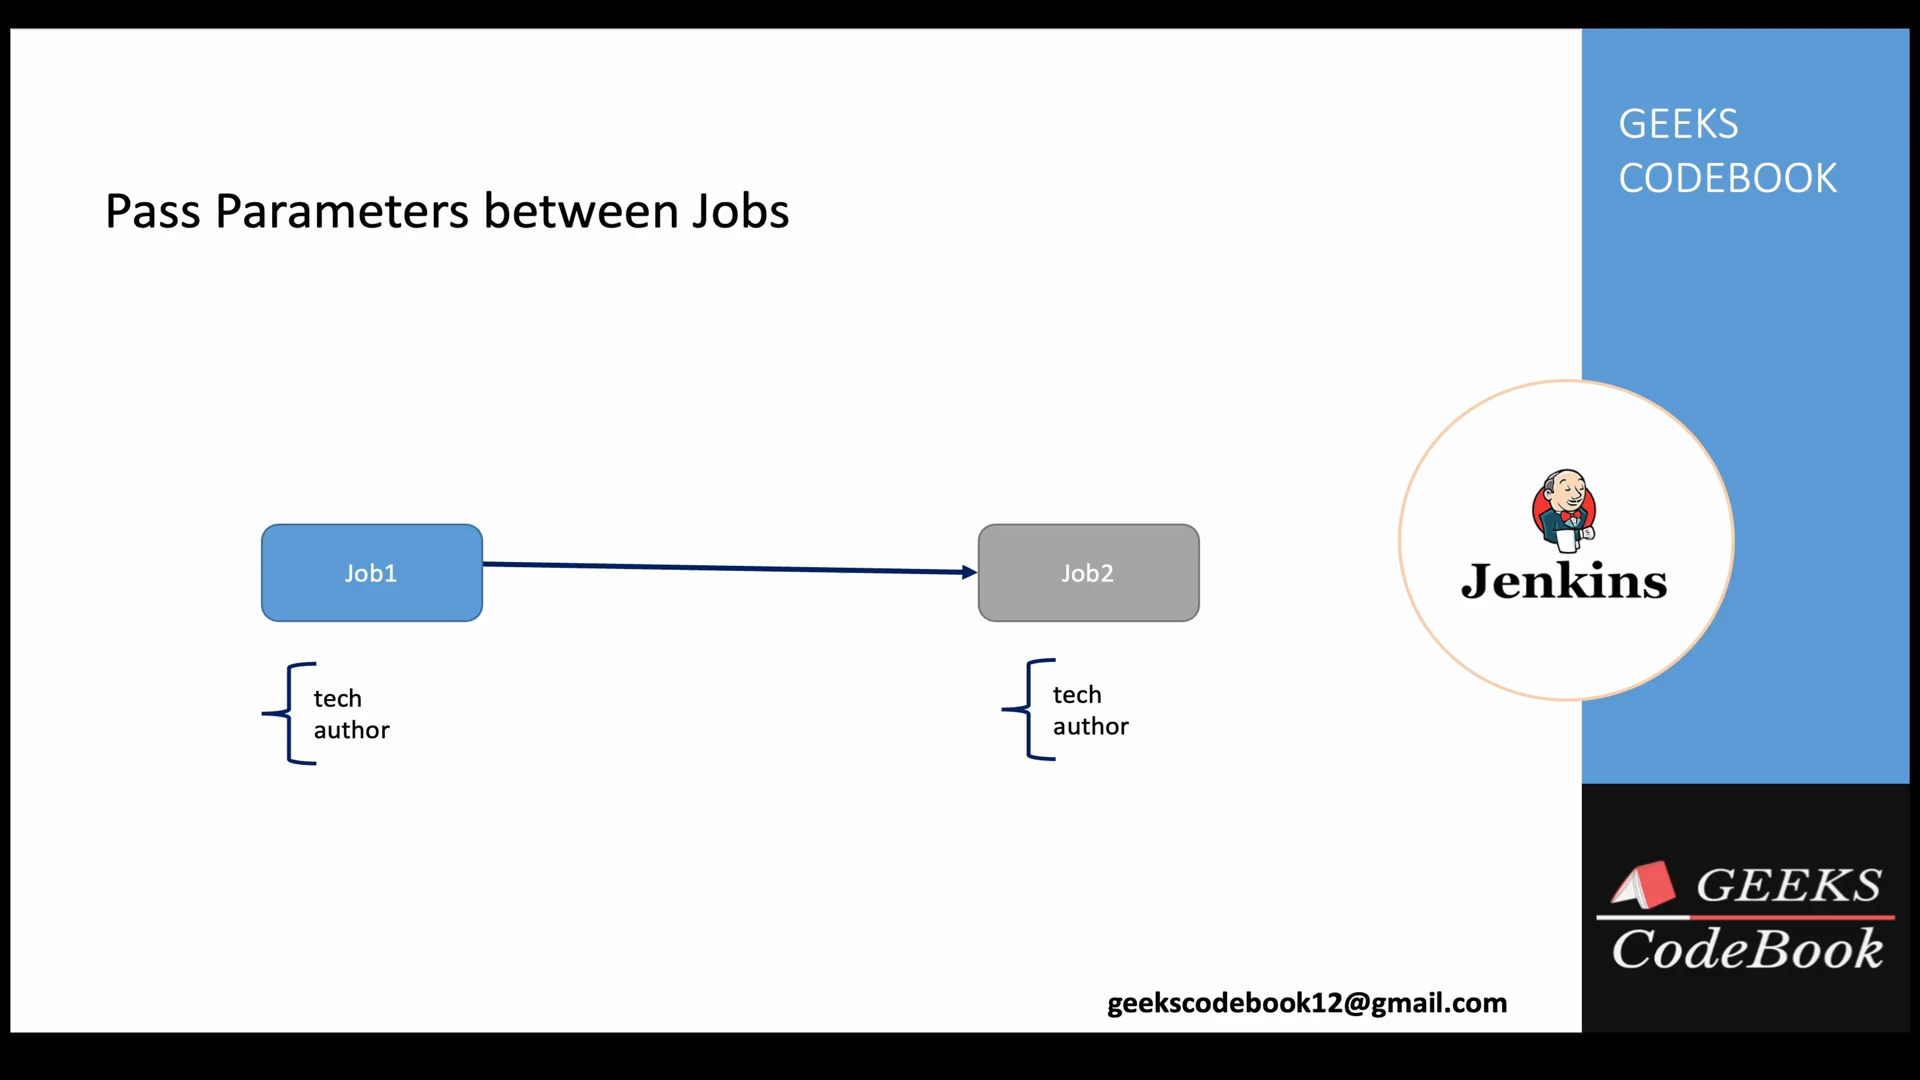 Pass Parameters between Jobs
GEEKS
CODEBOOK
Job1
Job2
tech
author
tech
author
Jenkins
GEEKS
CodeBook
geekscodebook12@gmail.com